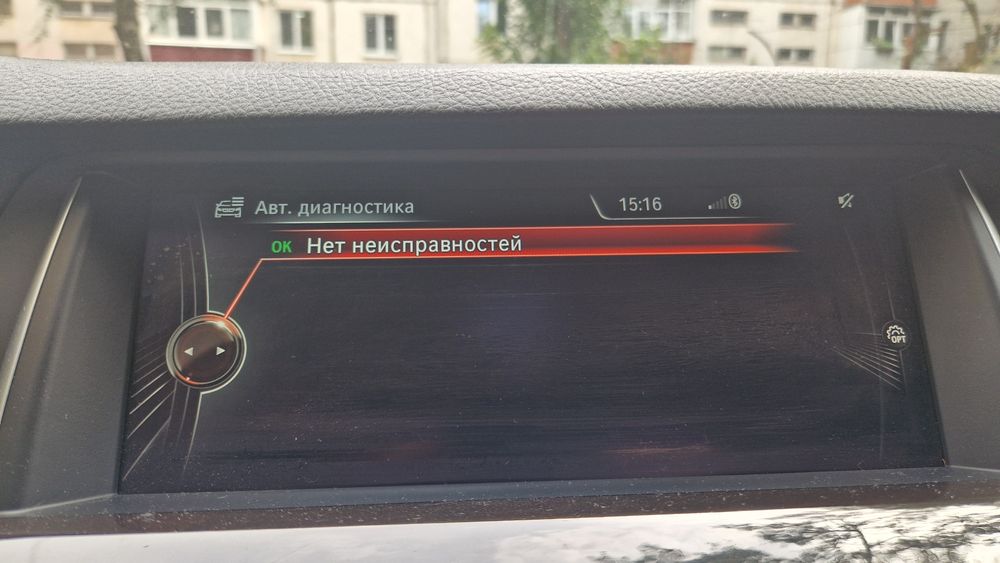 Авт. диагностика
15:16
OK Нет неисправностей
OPT